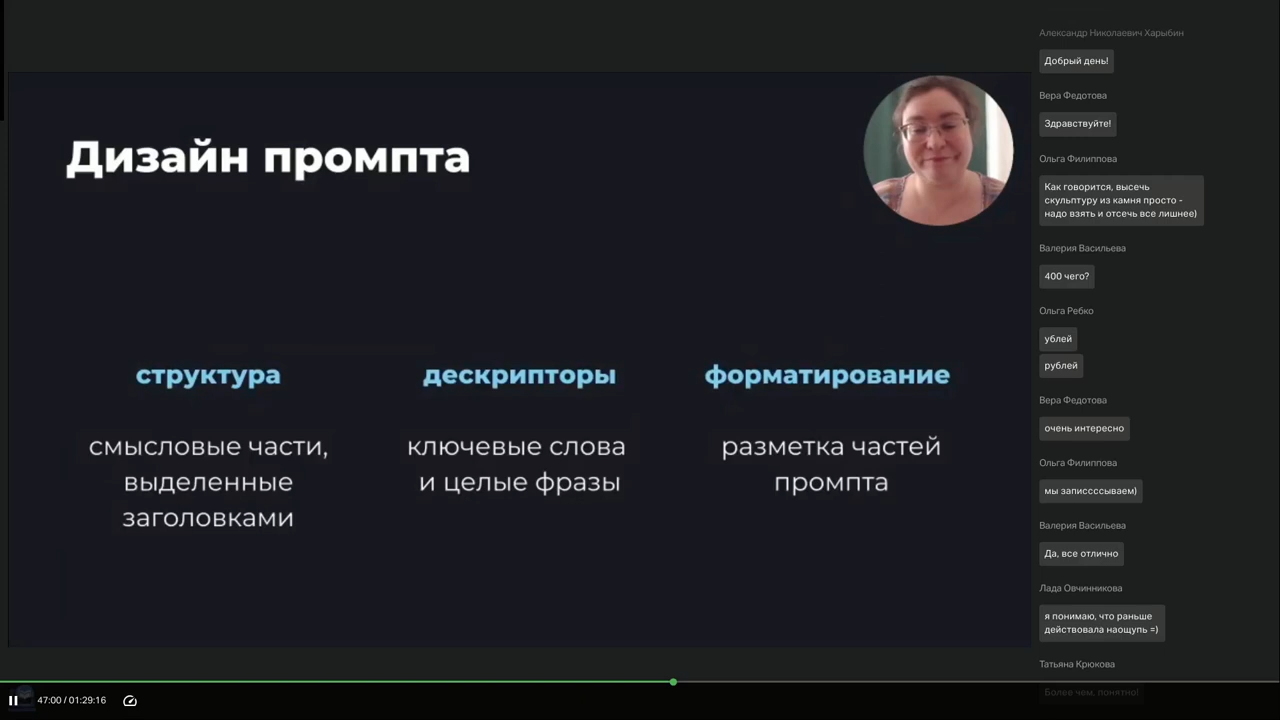 Дизайн промпта
структура
смысловые части,
выделенные
заголовками
дескрипторы
ключевые слова
и целые фразы
форматирование
разметка частей
промпта
Александр Николаевич Харыбин
Добрый день!
Вера Федотова
Здравствуйте!
Ольга Филиппова
Как говорится, высечь
скульптуру из камня просто -
надо взять и отсечь все лишнее)
Валерия Васильева
400 чего?
Ольга Ребко
ублей
рублей
Вера Федотова
очень интересно
Ольга Филиппова
мы записссываем)
Валерия Васильева
Да, все отлично
Лада Овчинникова
я понимаю, что раньше
действовала наощупь =)
Татьяна Крюкова
Более чем, понятно!
47:00 / 01:29:16